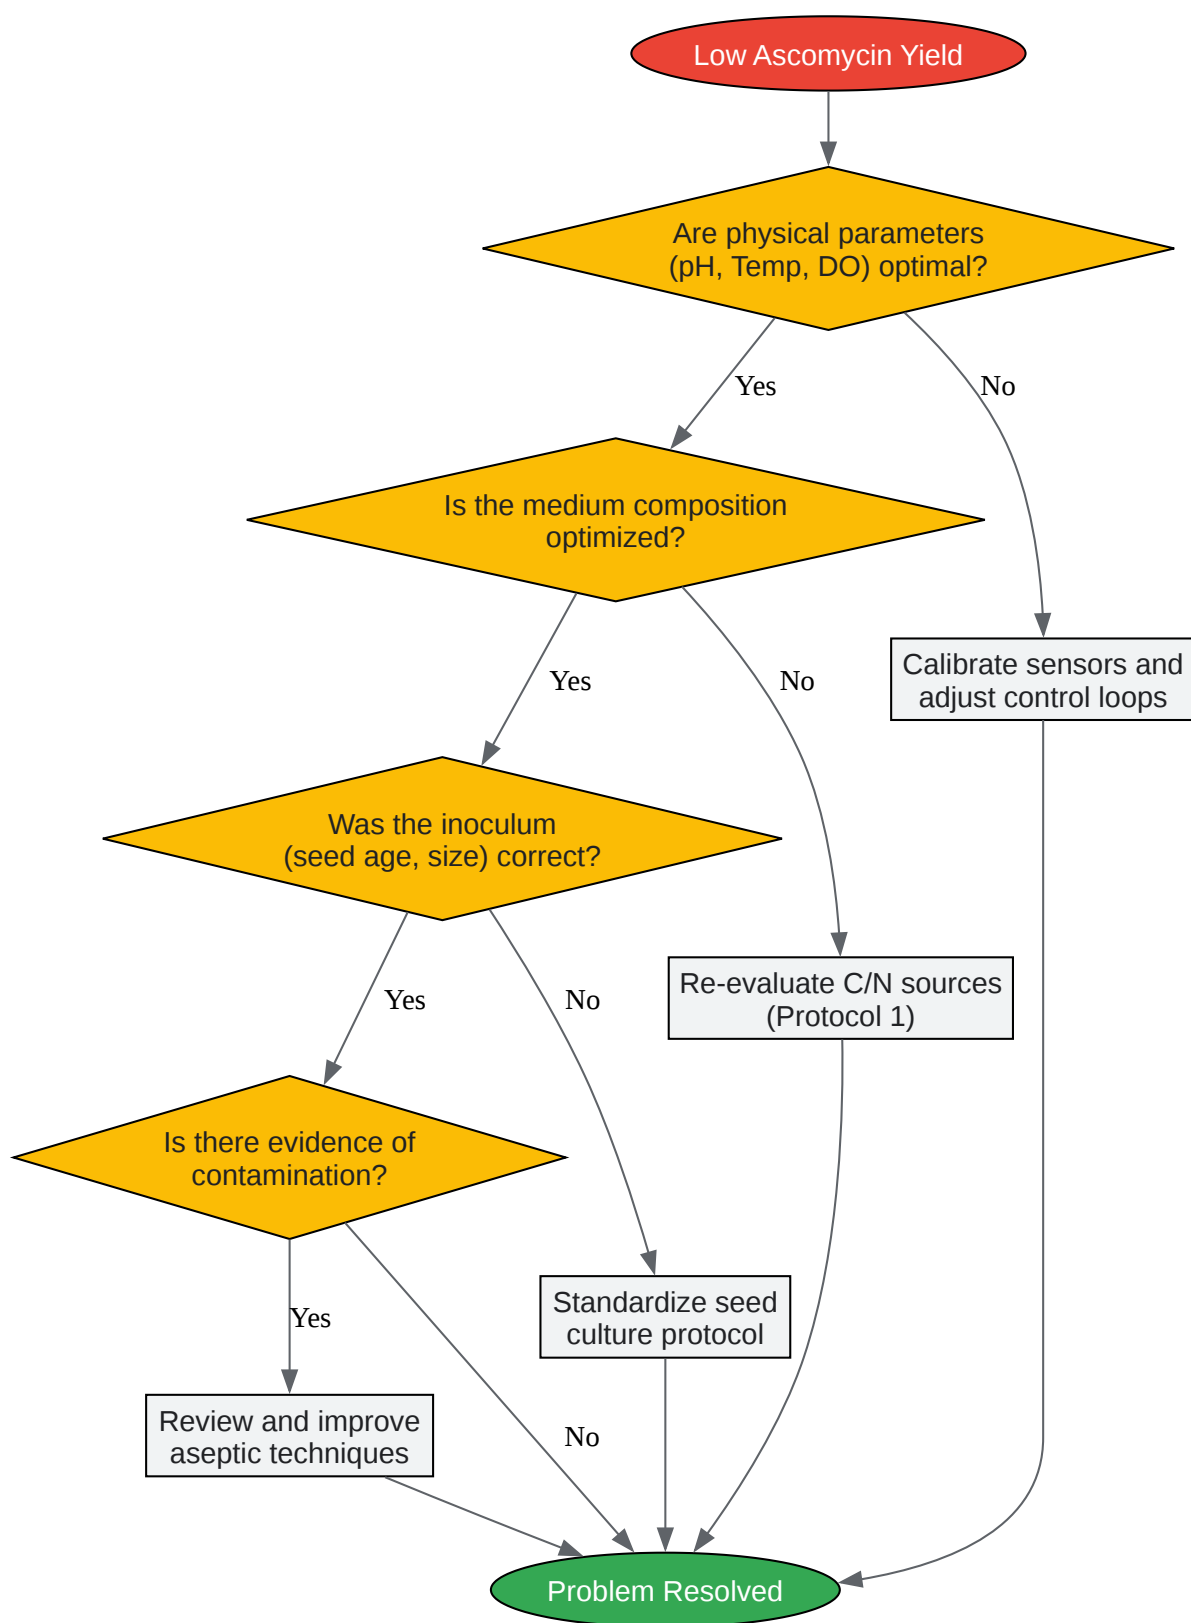 Low Ascomycin Yield
Are physical parameters
(pH, Temp, DO) optimal?
Yes
No
Is the medium composition
optimized?
Calibrate sensors and
adjust control loops
Yes
No
Was the inoculum
(seed age, size) correct?
Re-evaluate C/N sources
(Protocol 1)
Yes
No
Is there evidence of
contamination?
Standardize seed
culture protocol
Yes
Review and improve
aseptic techniques
No
Problem Resolved